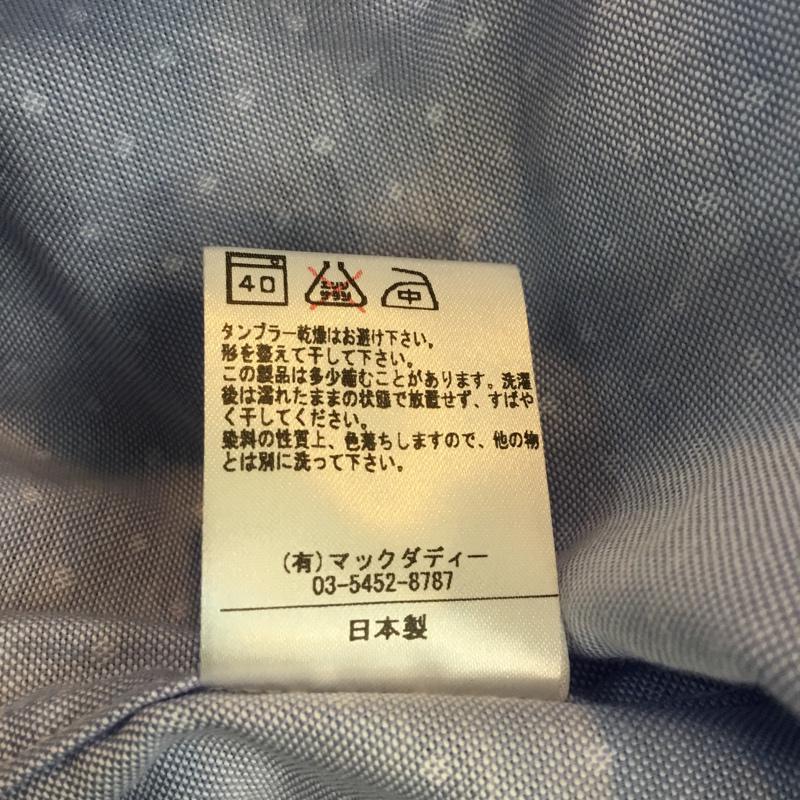 40
エンソ
サラシ
中
タンブラー乾燥はお避け下さい。
形を整えて干して下さい。
この製品は多少縮むことがあります。洗濯
後は濡れたままの状態で放置せず、すばや
く干してください。
染料の性質上、色落ちしますので、他の物
とは別に洗って下さい。
(有)マックダディー
03-5452-8787
日本製